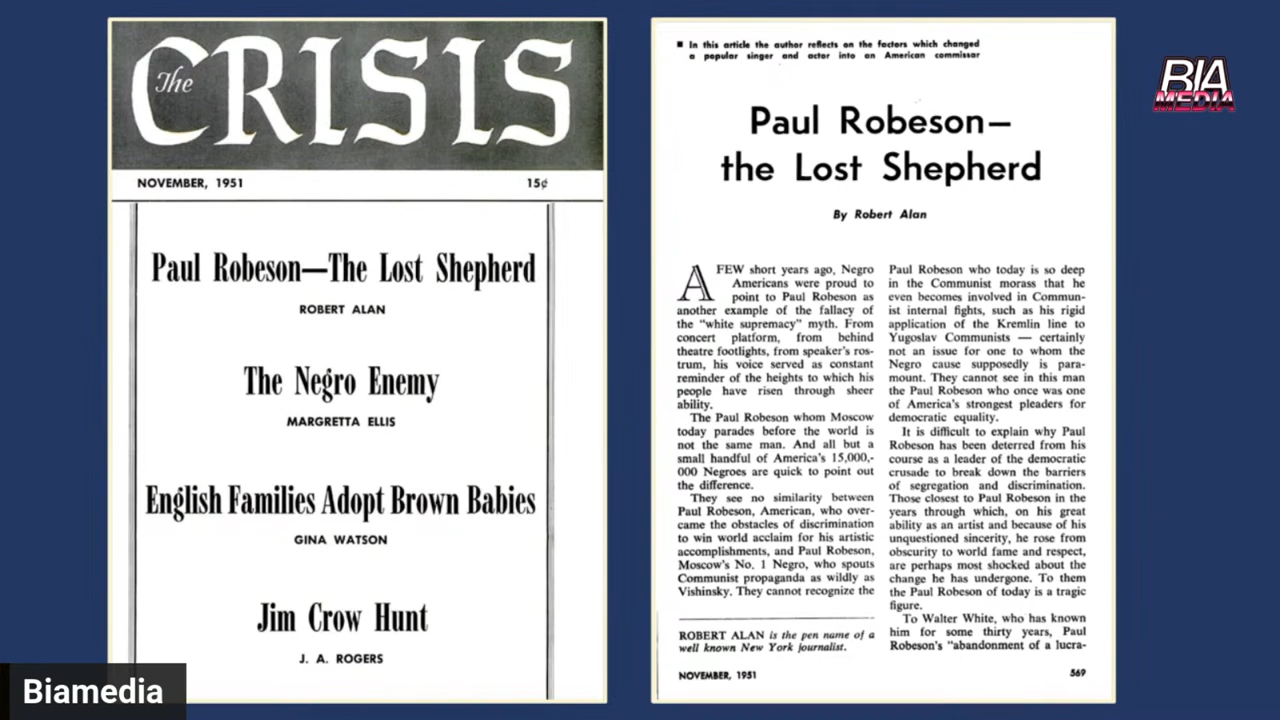 The CRISIS
NOVEMBER, 1951 15¢
Paul Robeson—The Lost Shepherd
ROBERT ALAN
The Negro Enemy
MARGRETTA ELLIS
English Families Adopt Brown Babies
GINA WATSON
Jim Crow Hunt
J. A. ROGERS
■ In this article the author reflects on the factors which changed
a popular singer and actor into an American commissar
Paul Robeson—
the Lost Shepherd
By Robert Alan
A FEW short years ago, Negro
Americans were proud to
point to Paul Robeson as
another example of the fallacy of
the "white supremacy" myth. From
concert platform, from behind
theatre footlights, from speaker's ros-
trum, his voice served as constant
reminder of the heights to which his
people have risen through sheer
ability.
The Paul Robeson whom Moscow
today parades before the world is
not the same man. And all but a
small handful of America's 15,000,-
000 Negroes are quick to point out
the difference.
They see no similarity between
Paul Robeson, American, who over-
came the obstacles of discrimination
to win world acclaim for his artistic
accomplishments, and Paul Robeson,
Moscow's No. 1 Negro, who spouts
Communist propaganda as wildly as
Vishinsky. They cannot recognize the
ROBERT ALAN is the pen name of a
well known New York journalist.
Paul Robeson who today is so deep
in the Communist morass that he
even becomes involved in Commun-
ist internal fights, such as his rigid
application of the Kremlin line to
Yugoslav Communists — certainly
not an issue for one to whom the
Negro cause supposedly is para-
mount. They cannot see in this man
the Paul Robeson who once was one
of America's strongest pleaders for
democratic equality.
It is difficult to explain why Paul
Robeson has been deterred from his
course as a leader of the democratic
crusade to break down the barriers
of segregation and discrimination.
Those closest to Paul Robeson in the
years through which, on his great
ability as an artist and because of his
unquestioned sincerity, he rose from
obscurity to world fame and respect,
are perhaps most shocked about the
change he has undergone. To them
the Paul Robeson of today is a tragic
figure.
To Walter White, who has known
him for some thirty years, Paul
Robeson's "abandonment of a lucra-
NOVEMBER, 1951 569
BIA
MEDIA
Biamedia